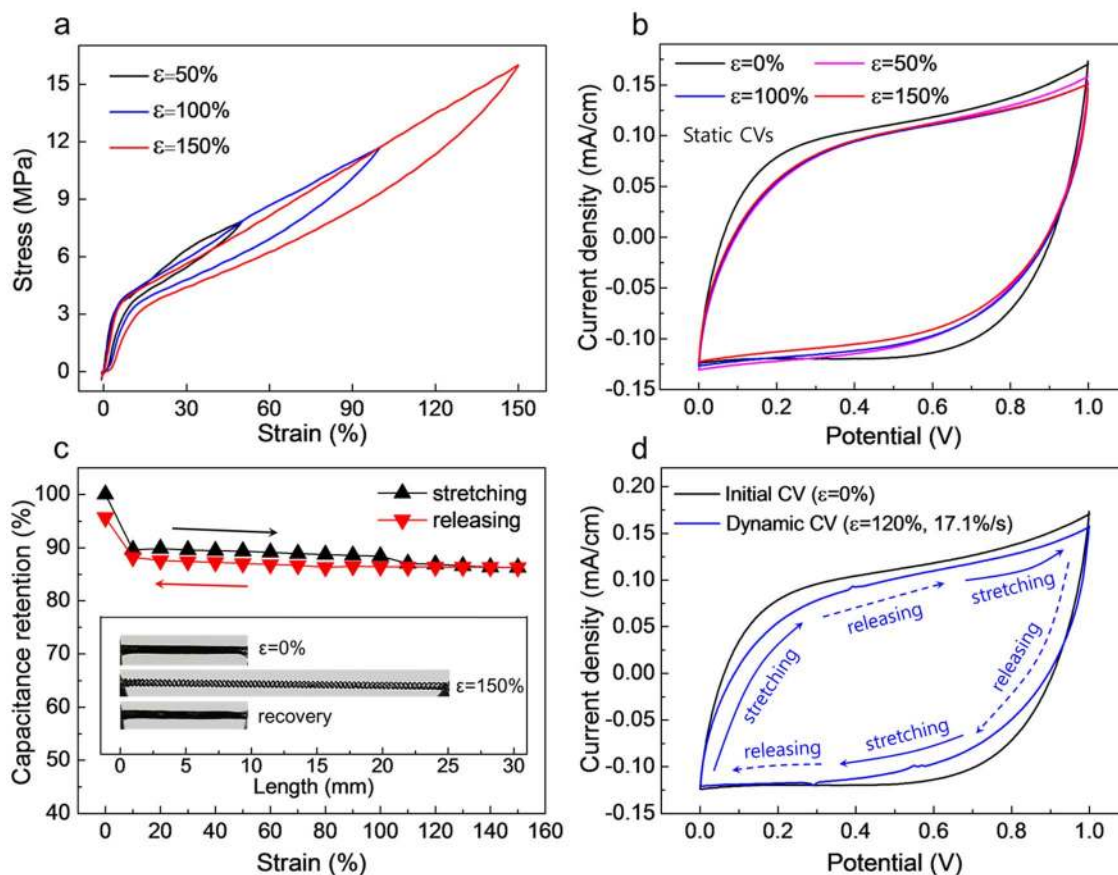 a
ε=50%
ε=100%
ε=150%
15
12
9
6
3
0
Stress (MPa)
0 30 60 90 120 150
Strain (%)
b
ε=0% ε=50%
ε=100% ε=150%
Static CVs
0.15
0.10
0.05
0.00
-0.05
-0.10
-0.15
Current density (mA/cm)
0.0 0.2 0.4 0.6 0.8 1.0
Potential (V)
c
stretching
releasing
100
90
80
70
60
50
40
Capacitance retention (%)
ε=0%
ε=150%
recovery
0 5 10 15 20 25 30
Length (mm)
0 20 40 60 80 100 120 140 160
Strain (%)
d
Initial CV (ε=0%)
Dynamic CV (ε=120%, 17.1%/s)
0.20
0.15
0.10
0.05
0.00
-0.05
-0.10
-0.15
Current density (mA/cm)
stretching
releasing
stretching
releasing
stretching
releasing
0.0 0.2 0.4 0.6 0.8 1.0
Potential (V)